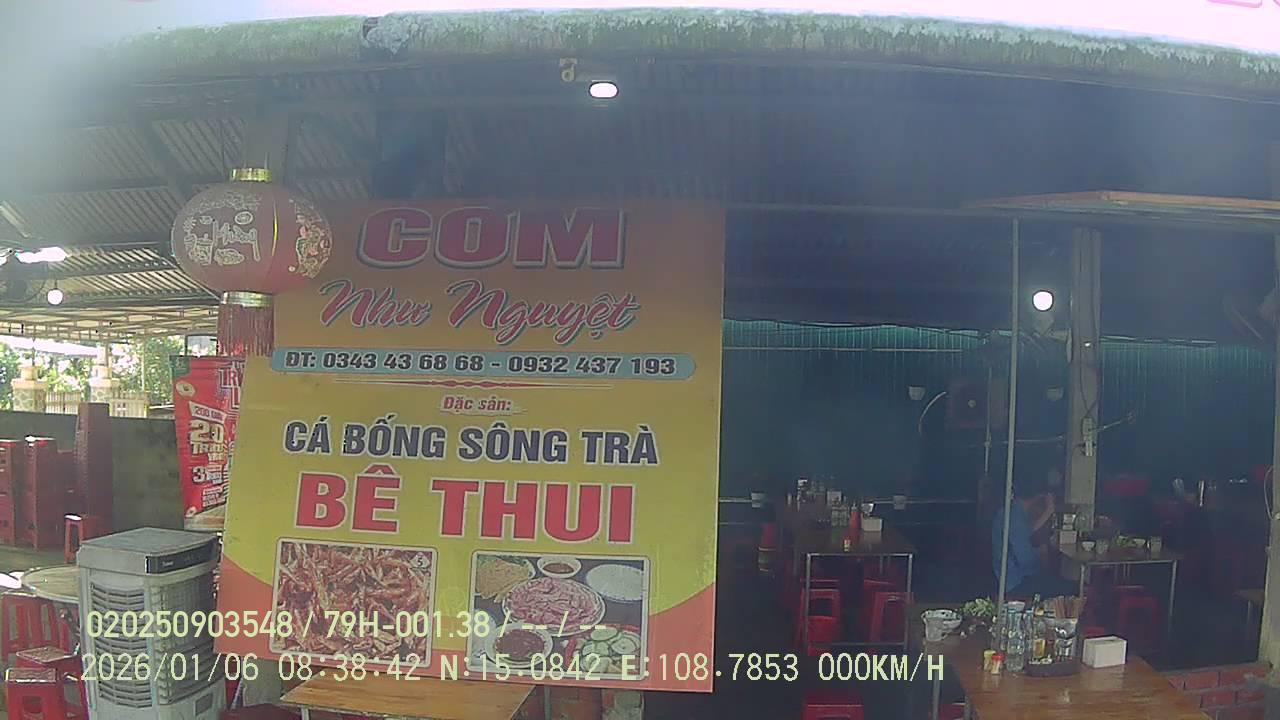 CƠM
Như Nguyệt
ĐT: 0343 43 68 68 - 0932 437 193
Đặc sản:
CÁ BỐNG SÔNG TRÀ
BÊ THUI
020250903548 / 79H-001.38 / -- / --
2026/01/06 08:38:42 N:15.0842 E:108.7853 000KM/H